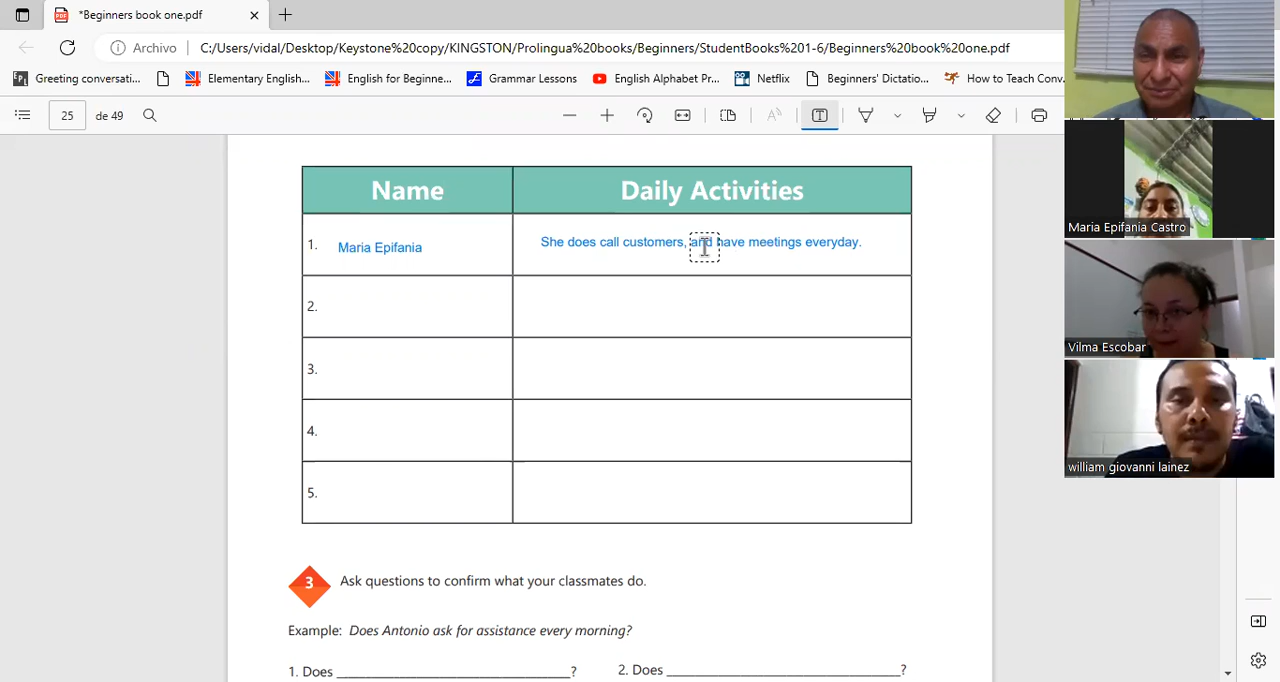 *Beginners book one.pdf
Archivo
C:/Users/vidal/Desktop/Keystone%20copy/KINGSTON/Prolingua%20books/Beginners/StudentBooks%201-6/Beginners%20book%20one.pdf
Greeting conversati...
Elementary English...
English for Beginne...
Grammar Lessons
English Alphabet Pr...
Netflix
Beginners' Dictatio...
How to Teach Conv
25
de 49
Name
Daily Activities
1.
Maria Epifania
She does call customers, and have meetings everyday.
2.
3.
4.
5.
3
Ask questions to confirm what your classmates do.
Example: Does Antonio ask for assistance every morning?
1. Does ____________________________?
2. Does ____________________________?
Maria Epifania Castro
Vilma Escobar
william giovanni lainez